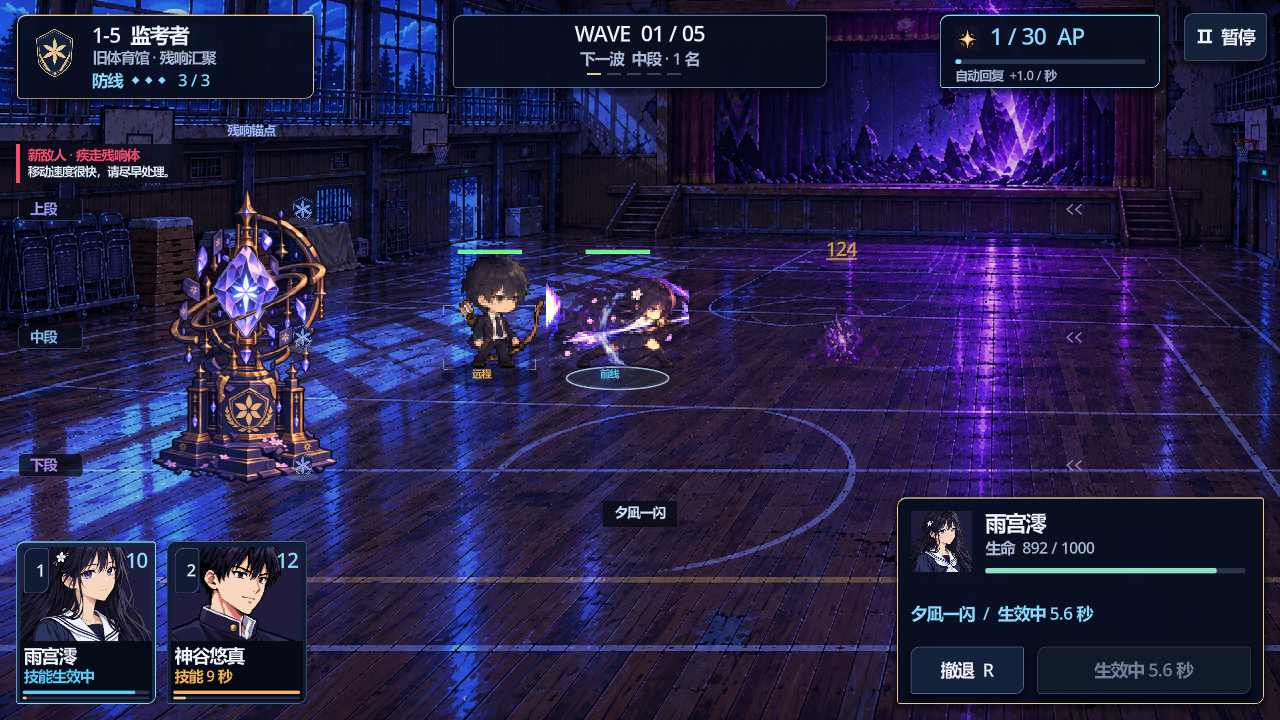 1-5 监考者
旧体育馆 · 残响汇聚
防线 3 / 3
WAVE 01 / 05
下一波 中段 · 1 名
1 / 30 AP
自动回复 +1.0 / 秒
暂停
残响锚点
新敌人 · 疾走残响体
移动速度很快，请尽早处理。
上段
<<
124
中段
<<
远程
前线
下段
<<
夕凪一闪
1
10
雨宫澪
技能生效中
2
12
神谷悠真
技能 9 秒
雨宫澪
生命 892 / 1000
夕凪一闪 / 生效中 5.6 秒
撤退 R
生效中 5.6 秒